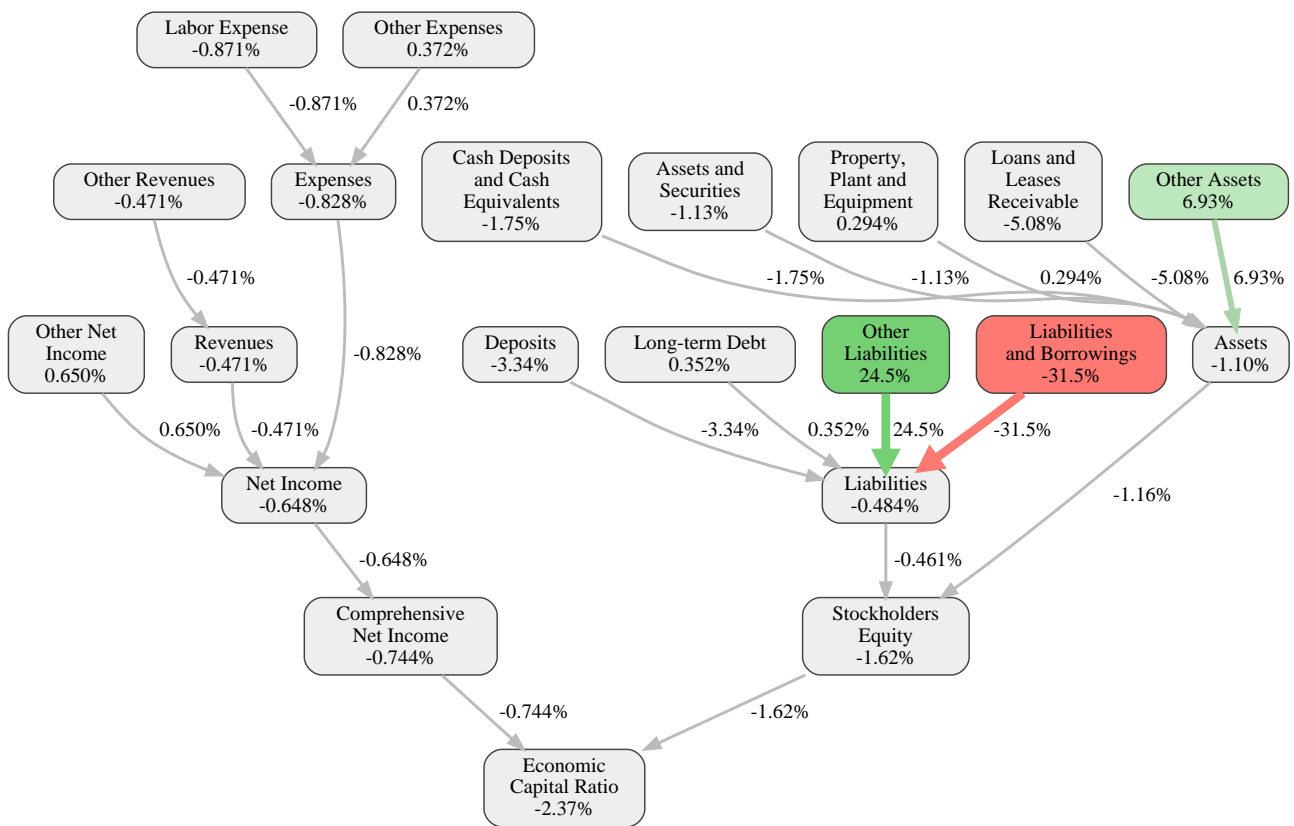 Labor Expense
-0.871%
Other Expenses
0.372%
-0.871%
0.372%
Other Revenues
-0.471%
Expenses
-0.828%
Cash Deposits
and Cash
Equivalents
-1.75%
Assets and
Securities
-1.13%
Property,
Plant and
Equipment
0.294%
Loans and
Leases
Receivable
-5.08%
Other Assets
6.93%
-0.471%
-1.75%
-1.13%
0.294%
-5.08%
6.93%
Other Net
Income
0.650%
Revenues
-0.471%
-0.828%
Deposits
-3.34%
Long-term Debt
0.352%
Other
Liabilities
24.5%
Liabilities
and Borrowings
-31.5%
Assets
-1.10%
0.650%
-0.471%
-3.34%
0.352%
24.5%
-31.5%
Net Income
-0.648%
Liabilities
-0.484%
-1.16%
-0.648%
-0.461%
Comprehensive
Net Income
-0.744%
Stockholders
Equity
-1.62%
-0.744%
-1.62%
Economic
Capital Ratio
-2.37%